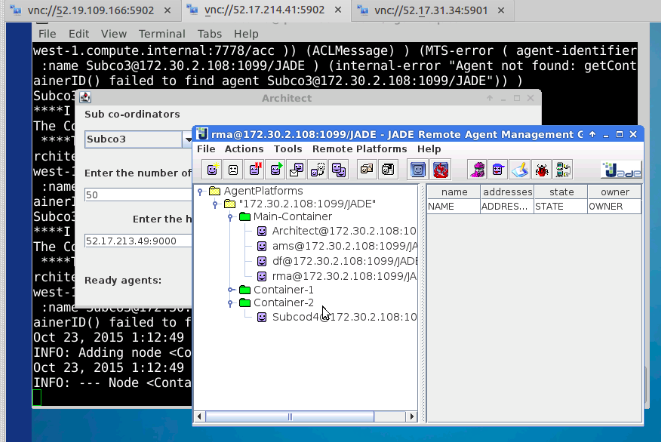 vnc://52.19.109.166:5902
vnc://52.17.214.41:5902
vnc://52.17.31.34:5901
File Edit View Terminal Tabs Help
west-1.compute.internal:7778/acc )) (ACLMessage) ) (MTS-error ( agent-identifier
:name Subco3@172.30.2.108:1099/JADE ) (internal-error "Agent not found: getCont
ainerID() failed to find agent Subco3@172.30.2.108:1099/JADE")) )
Subco3
****I
The Co
****T
rchite
west-1
:name
ainerI
Subco3
****I
The Co
****T
rchite
west-1
:name Subco3@172.30.
ainerID() failed to f
Oct 23, 2015 1:12:49
INFO: Adding node <Co
Oct 23, 2015 1:12:49
INFO: --- Node <Conta
Architect
Sub co-ordinators
Subco3
Enter the number of
50
Enter the h
52.17.213.49:9000
Ready agents:
rma@172.30.2.108:1099/JADE - JADE Remote Agent Management G
File Actions Tools Remote Platforms Help
Jade
AgentPlatforms
"172.30.2.108:1099/JADE"
Main-Container
Architect@172.30.2.108:10
ams@172.30.2.108:1099/JA
df@172.30.2.108:1099/JADE
rma@172.30.2.108:1099/JA
Container-1
Container-2
Subcod4@172.30.2.108:10
name addresses state owner
NAME ADDRES... STATE OWNER